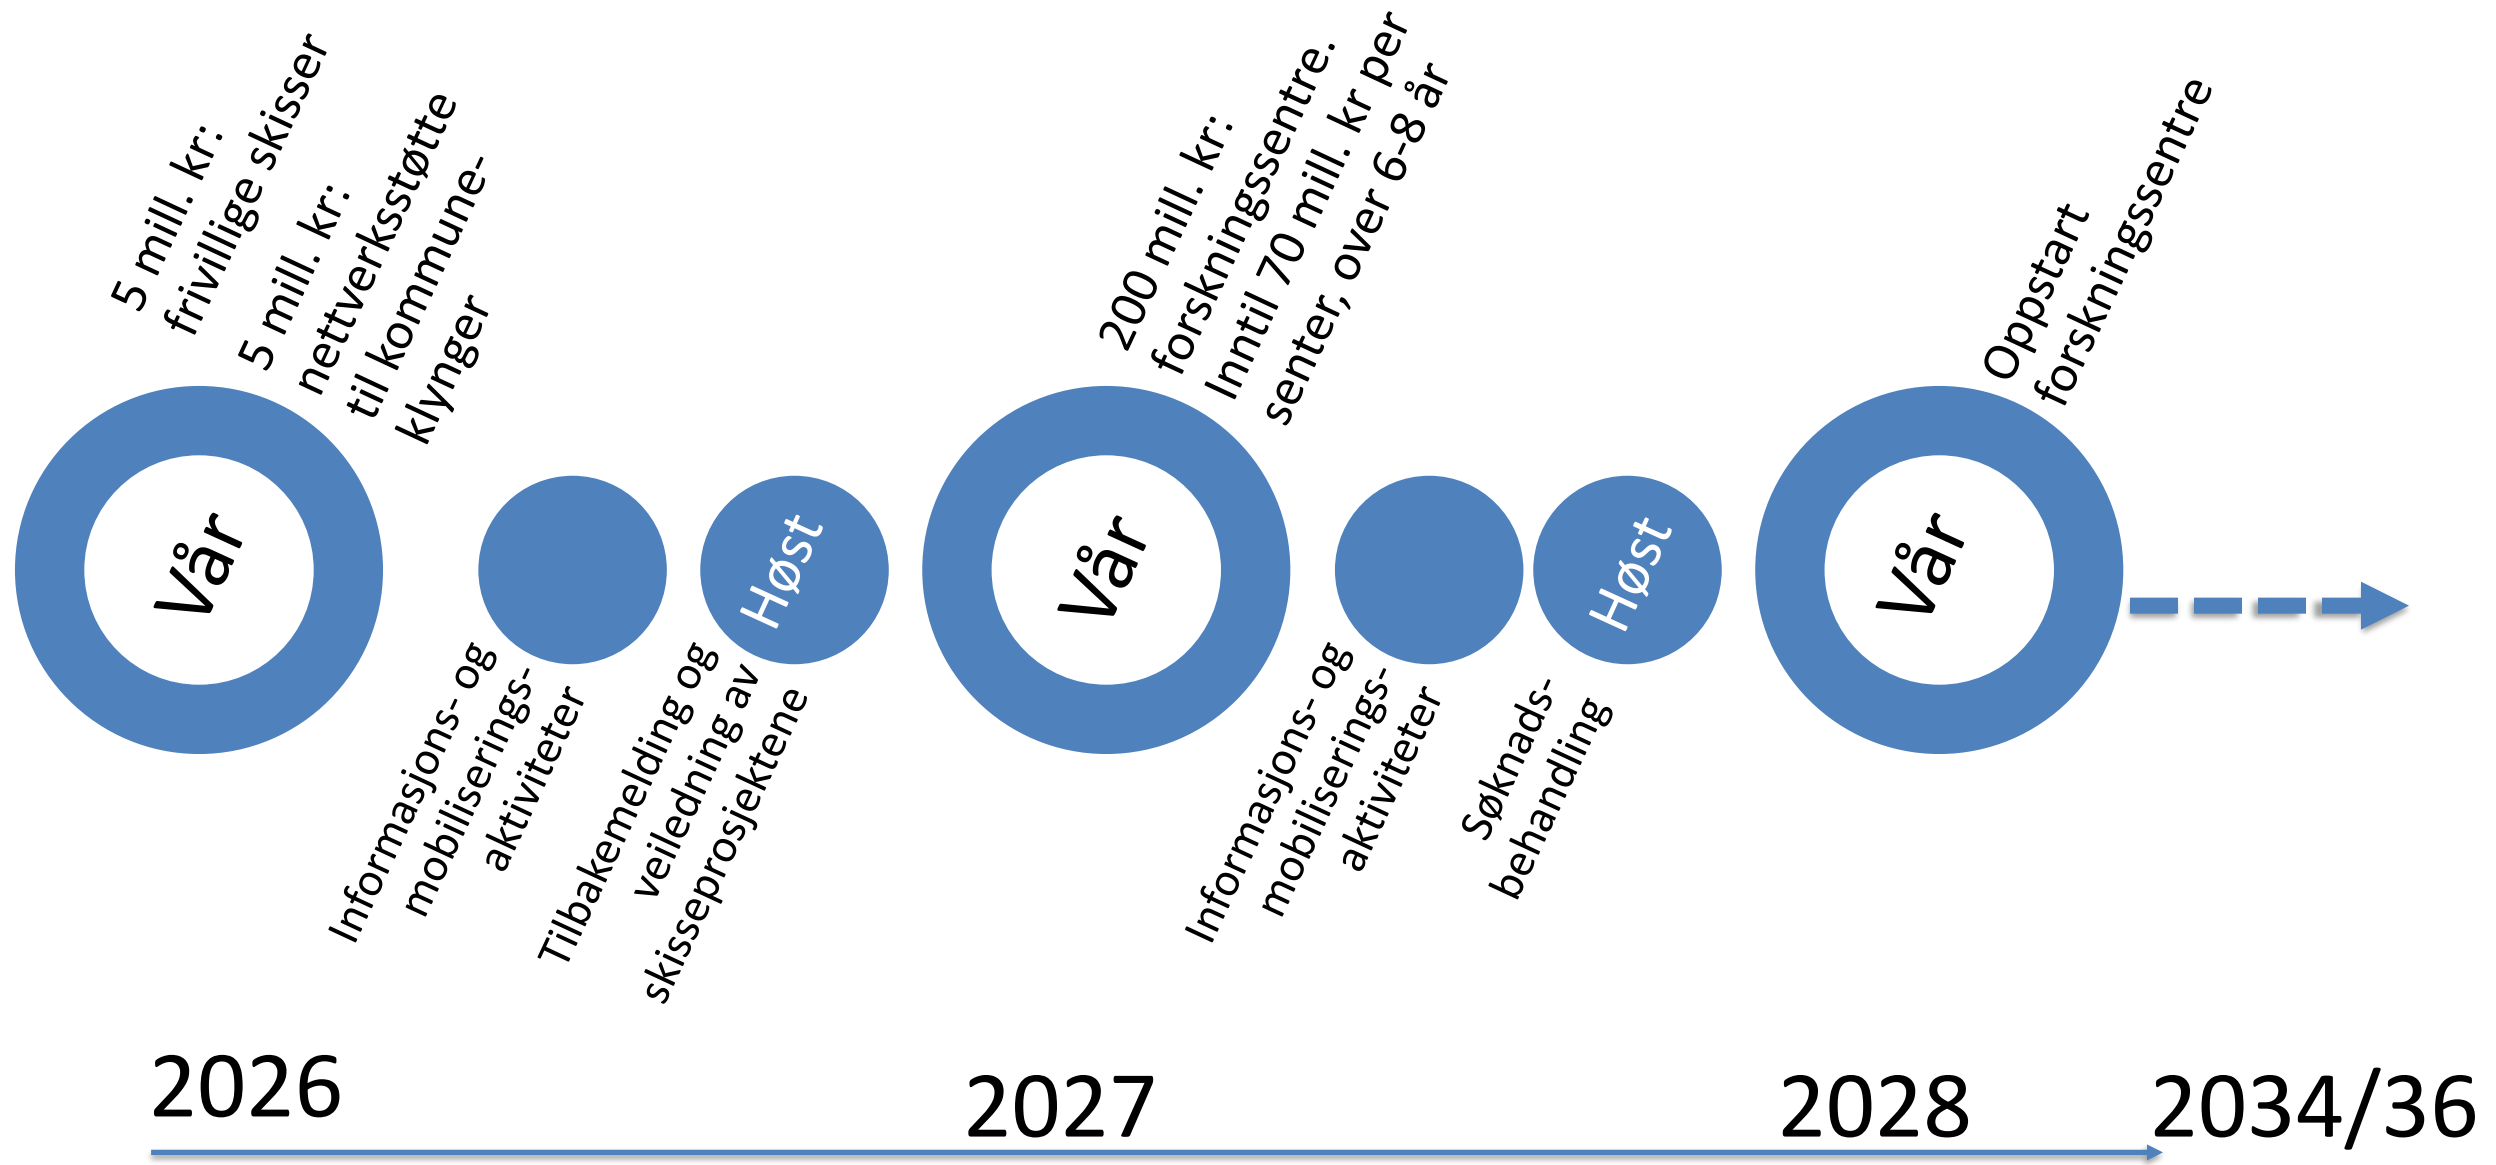 5 mill. kr:
frivillige skisser
5 mill. kr:
nettverksstøtte
til kommune-
klynger
Vår
Informasjons- og
mobiliserings-
aktiviteter
Høst
Tilbakemelding og
veiledning av
skisseprosjektene
200 mill. kr:
forskningssentre.
Inntil 70 mill. kr per
senter, over 6-8 år
Vår
Informasjons- og
mobiliserings-
aktiviteter
Høst
Søknads-
behandling
Oppstart
forskningssentre
Vår
2026
2027
2028
2034/36